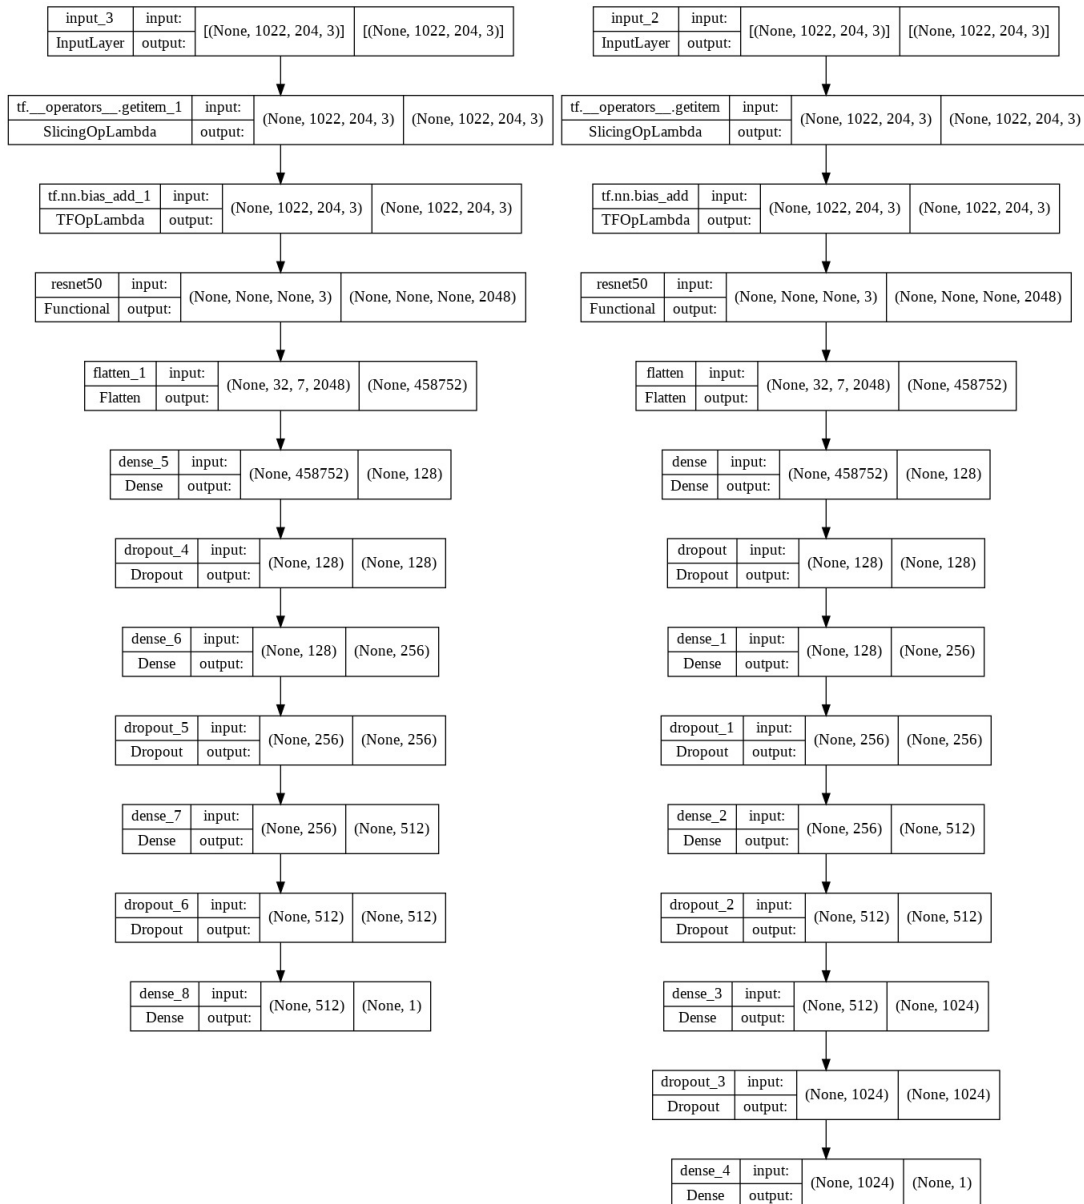 input_3 input: [(None, 1022, 204, 3)] [(None, 1022, 204, 3)]
InputLayer output:
tf.__operators__.getitem_1 input: (None, 1022, 204, 3) (None, 1022, 204, 3)
SlicingOpLambda output:
tf.nn.bias_add_1 input: (None, 1022, 204, 3) (None, 1022, 204, 3)
TFOpLambda output:
resnet50 input: (None, None, None, 3) (None, None, None, 2048)
Functional output:
flatten_1 input: (None, 32, 7, 2048) (None, 458752)
Flatten output:
dense_5 input: (None, 458752) (None, 128)
Dense output:
dropout_4 input: (None, 128) (None, 128)
Dropout output:
dense_6 input: (None, 128) (None, 256)
Dense output:
dropout_5 input: (None, 256) (None, 256)
Dropout output:
dense_7 input: (None, 256) (None, 512)
Dense output:
dropout_6 input: (None, 512) (None, 512)
Dropout output:
dense_8 input: (None, 512) (None, 1)
Dense output:
input_2 input: [(None, 1022, 204, 3)] [(None, 1022, 204, 3)]
InputLayer output:
tf.__operators__.getitem input: (None, 1022, 204, 3) (None, 1022, 204, 3)
SlicingOpLambda output:
tf.nn.bias_add input: (None, 1022, 204, 3) (None, 1022, 204, 3)
TFOpLambda output:
resnet50 input: (None, None, None, 3) (None, None, None, 2048)
Functional output:
flatten input: (None, 32, 7, 2048) (None, 458752)
Flatten output:
dense input: (None, 458752) (None, 128)
Dense output:
dropout input: (None, 128) (None, 128)
Dropout output:
dense_1 input: (None, 128) (None, 256)
Dense output:
dropout_1 input: (None, 256) (None, 256)
Dropout output:
dense_2 input: (None, 256) (None, 512)
Dense output:
dropout_2 input: (None, 512) (None, 512)
Dropout output:
dense_3 input: (None, 512) (None, 1024)
Dense output:
dropout_3 input: (None, 1024) (None, 1024)
Dropout output:
dense_4 input: (None, 1024) (None, 1)
Dense output: